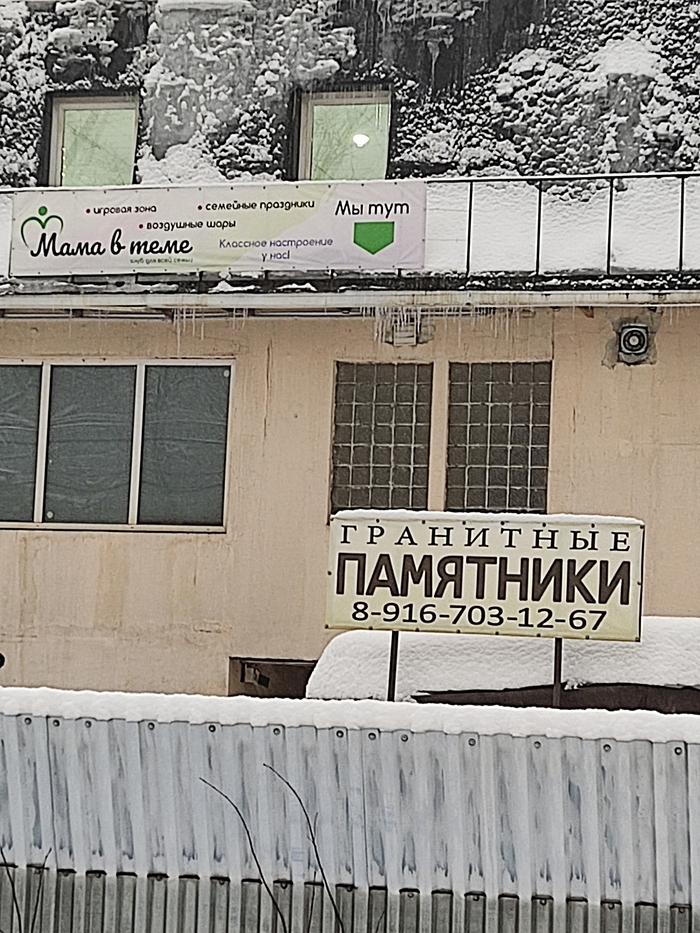 • игровая зона
• семейные праздники
• воздушные шары
Мама в теме
клуб для всей семьи
Классное настроение
у нас!
Мы тут
ГРАНИТНЫЕ
ПАМЯТНИКИ
8-916-703-12-67